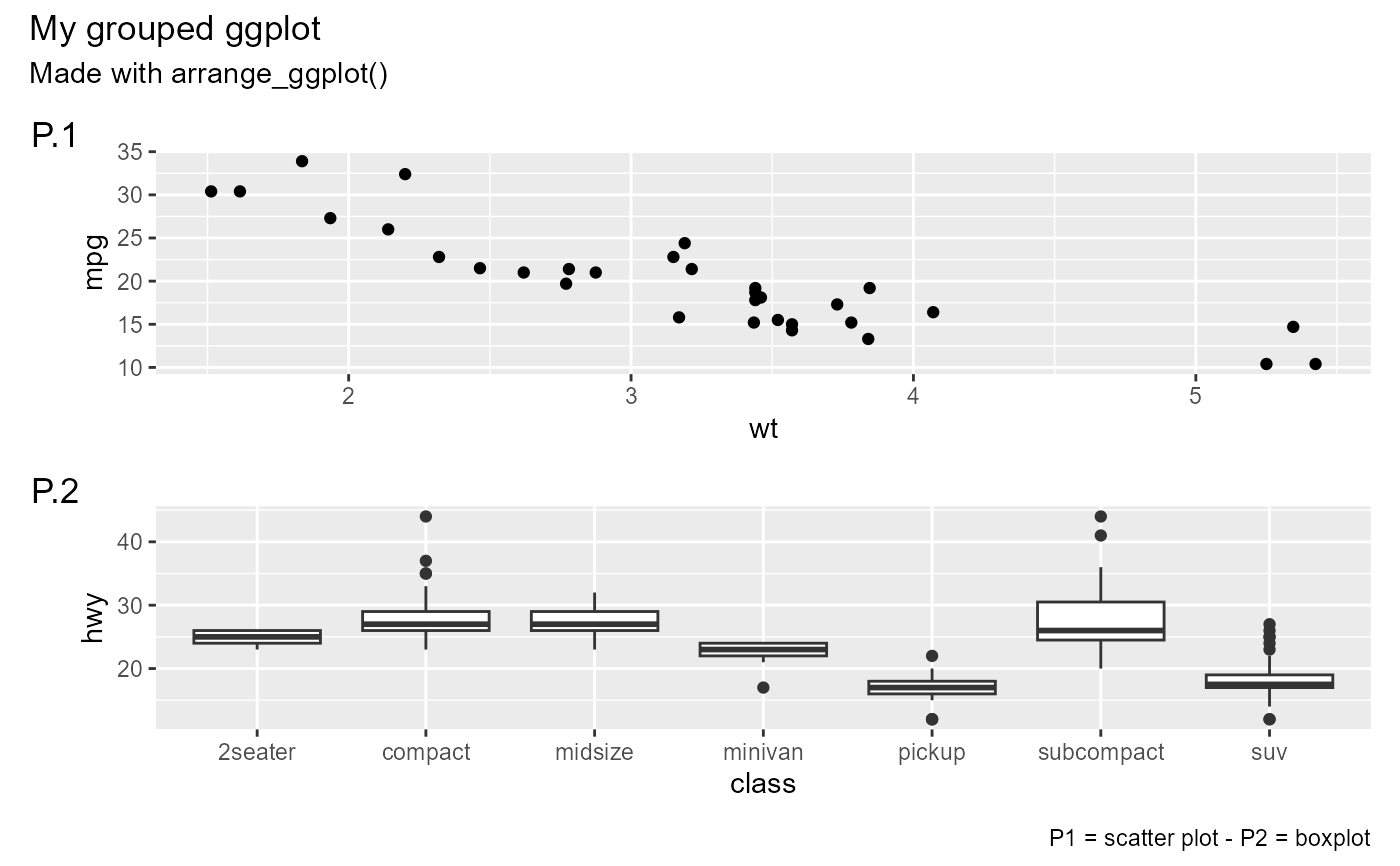 My grouped ggplot
Made with arrange_ggplot()
P.1
35
30
25
20
15
10
mpg
2 3 4 5
wt
P.2
40
30
20
hwy
2seater compact midsize minivan pickup subcompact suv
class
P1 = scatter plot - P2 = boxplot